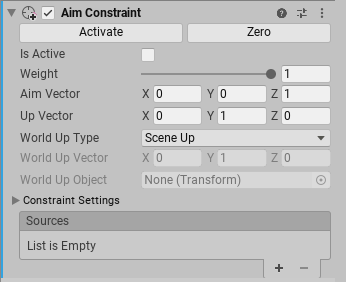 Aim Constraint
Activate Zero
Is Active
Weight 1
Aim Vector X 0 Y 0 Z 1
Up Vector X 0 Y 1 Z 0
World Up Type Scene Up
World Up Vector X 0 Y 1 Z 0
World Up Object None (Transform)
Constraint Settings
Sources
List is Empty